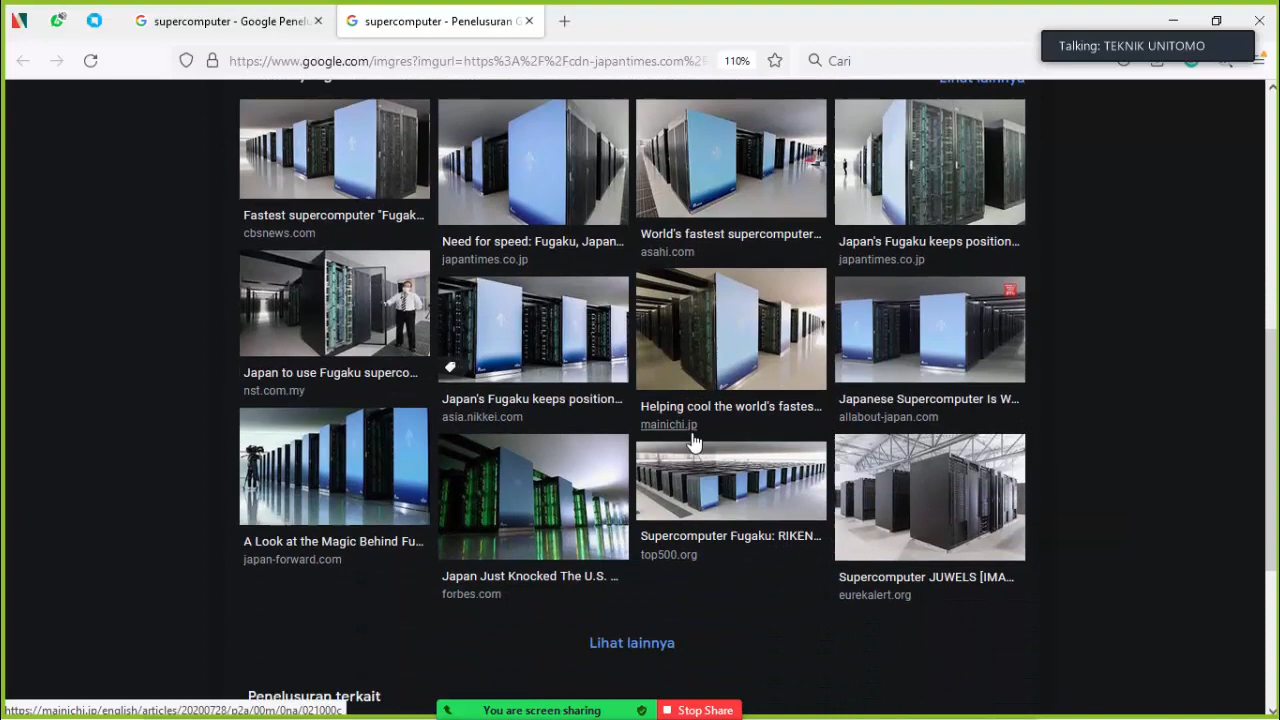 supercomputer - Google Penelu
supercomputer - Penelusuran G
Talking: TEKNIK UNITOMO
https://www.google.com/imgres?imgurl=https%3A%2F%2Fcdn-japantimes.com%2
110%
Cari
Lihat lainnya
Fastest supercomputer "Fugak...
cbsnews.com
Need for speed: Fugaku, Japan...
japantimes.co.jp
World's fastest supercomputer...
asahi.com
Japan's Fugaku keeps position...
japantimes.co.jp
Japan to use Fugaku superco...
nst.com.my
Japan's Fugaku keeps position...
asia.nikkei.com
Helping cool the world's fastes...
mainichi.jp
Japanese Supercomputer Is W...
allabout-japan.com
A Look at the Magic Behind Fu...
japan-forward.com
Japan Just Knocked The U.S. ...
forbes.com
Supercomputer Fugaku: RIKEN...
top500.org
Supercomputer JUWELS [IMA...
eurekalert.org
Lihat lainnya
Penelusuran terkait
https://mainichi.jp/english/articles/20200728/p2a/00m/0na/021000c
You are screen sharing
Stop Share